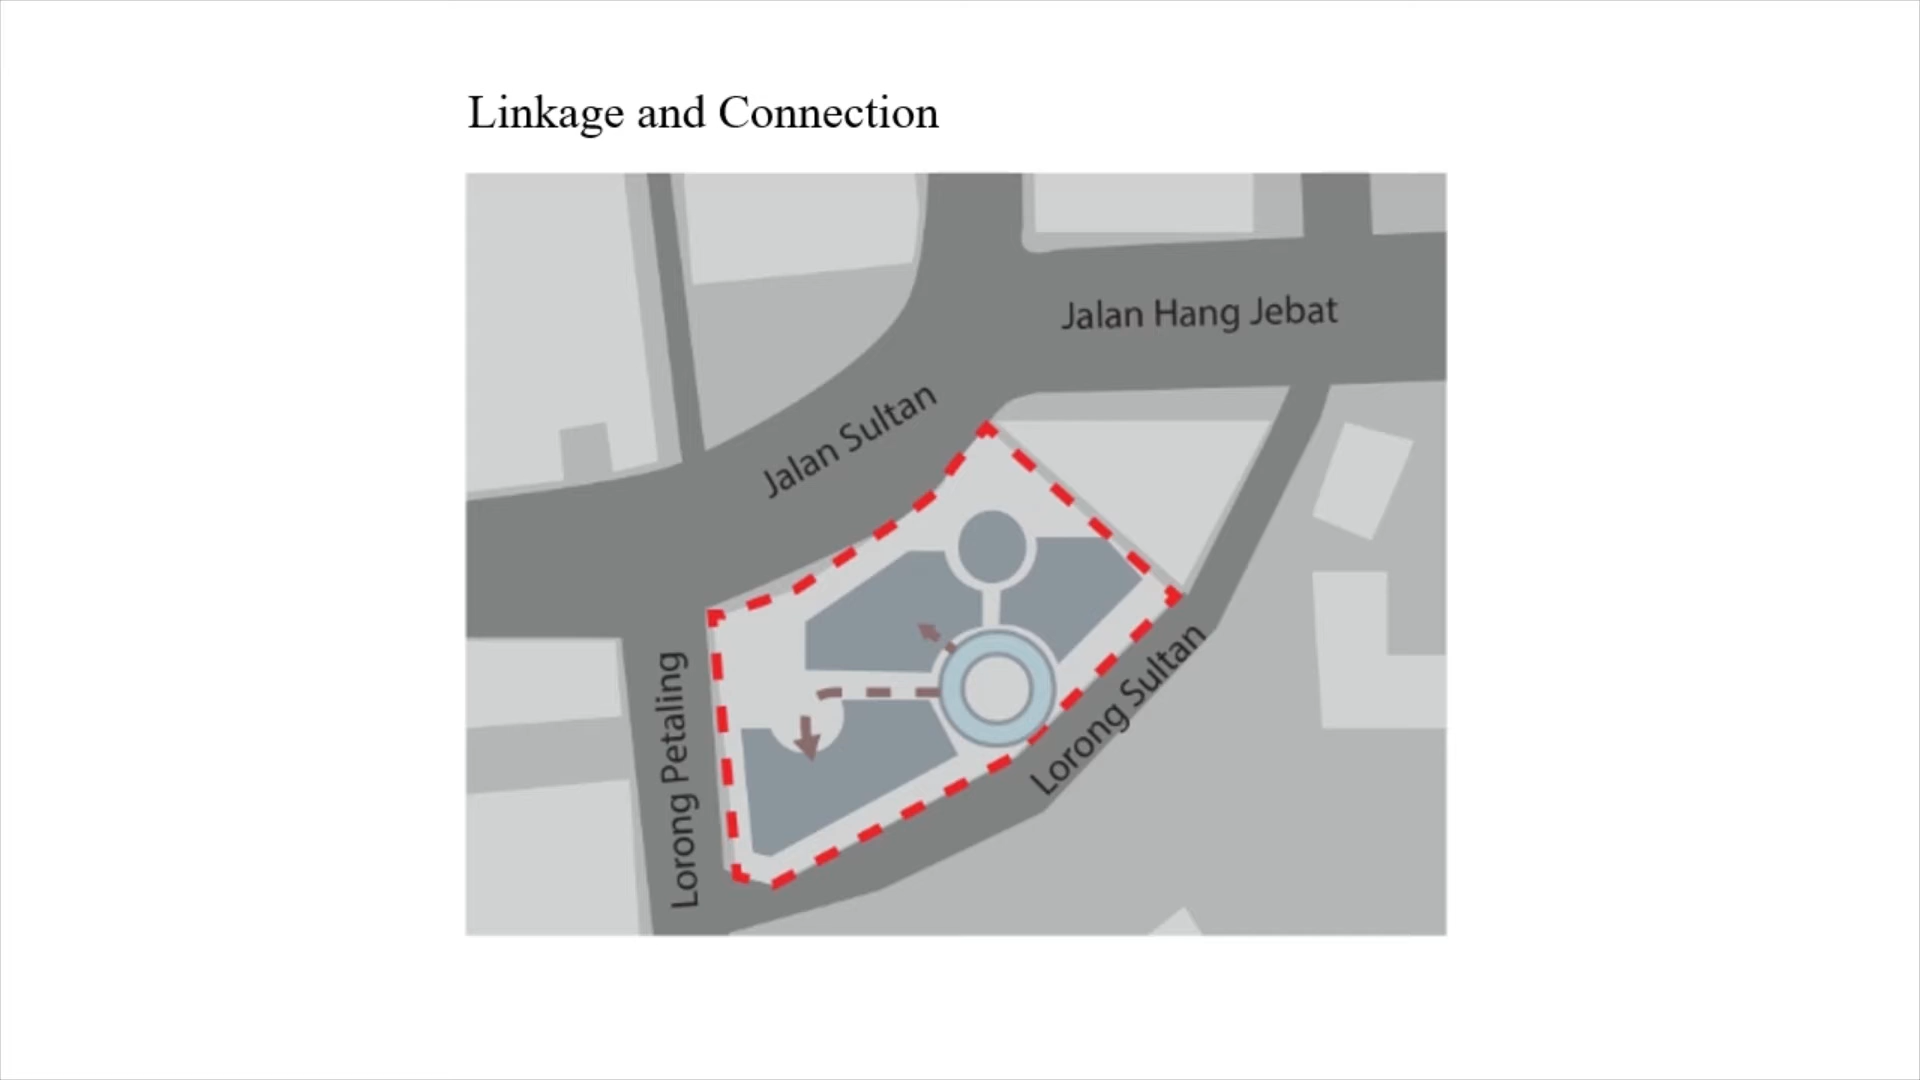 Linkage and Connection
Jalan Hang Jebat
Jalan Sultan
Lorong Petaling
Lorong Sultan